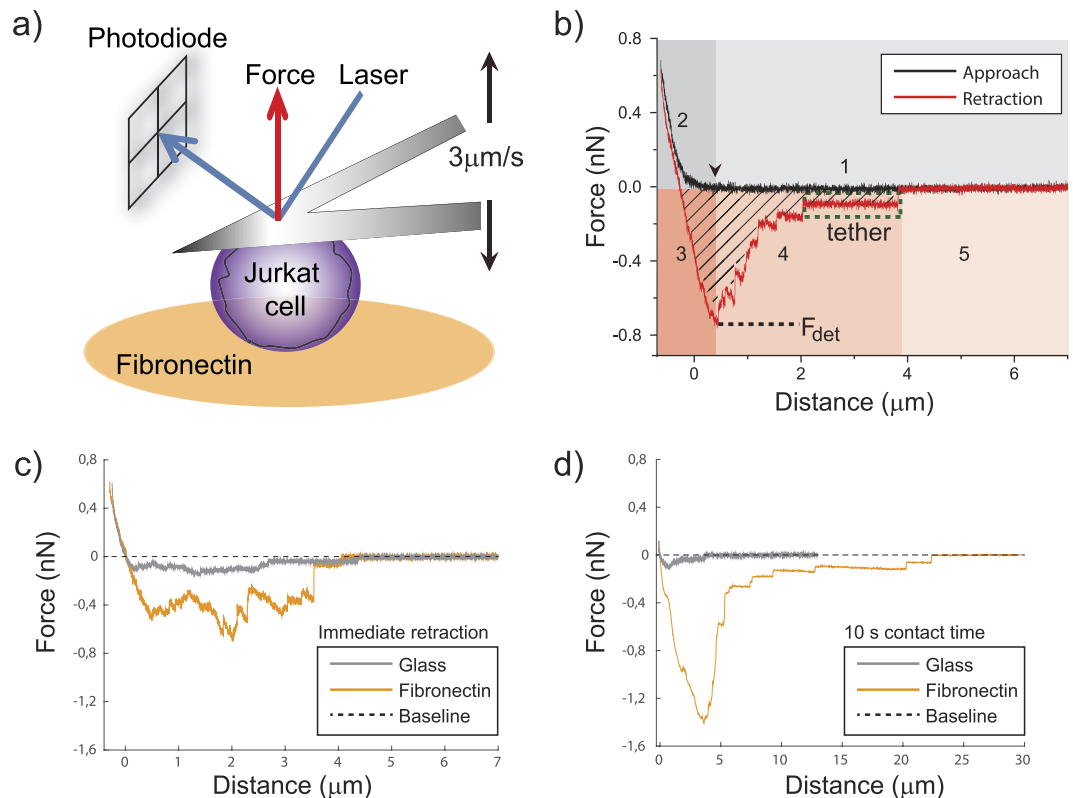 a)
Photodiode
Force
Laser
3μm/s
Jurkat
cell
Fibronectin
b)
0.8
0.4
0.0
-0.4
-0.8
Force (nN)
Approach
Retraction
2
1
3
4
5
tether
F_det
0
2
4
6
Distance (μm)
c)
0,8
0,4
0
-0,4
-0,8
-1,2
-1,6
Force (nN)
Immediate retraction
Glass
Fibronectin
Baseline
0
1
2
3
4
5
6
7
Distance (μm)
d)
0,8
0,4
0
-0,4
-0,8
-1,2
-1,6
Force (nN)
10 s contact time
Glass
Fibronectin
Baseline
0
5
10
15
20
25
30
Distance (μm)